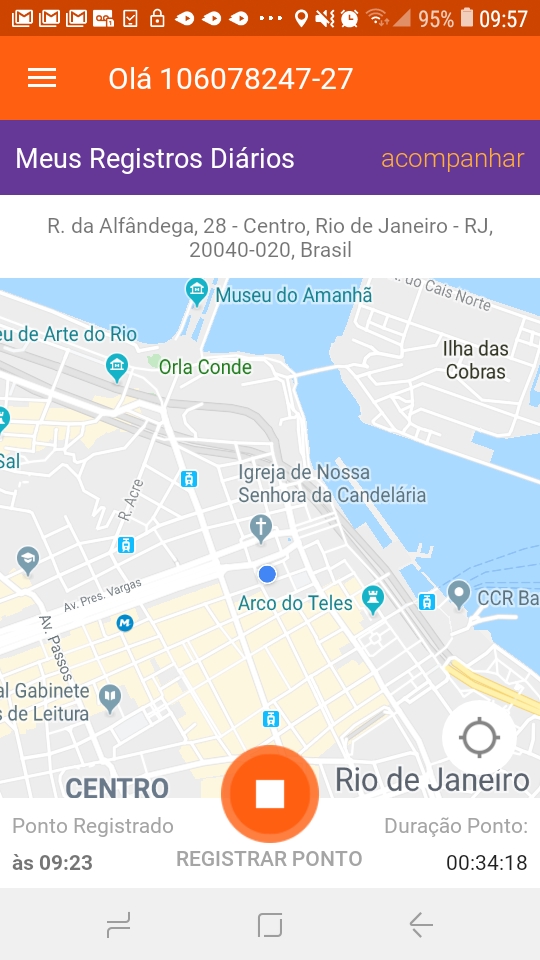 95% 09:57
Olá 106078247-27
Meus Registros Diários acompanhar
R. da Alfândega, 28 - Centro, Rio de Janeiro - RJ,
20040-020, Brasil
Museu do Amanhã
do Cais Norte
eu de Arte do Rio
Orla Conde
Ilha das
Cobras
Sal
Igreja de Nossa
Senhora da Candelária
R. Acre
Av. Pres. Vargas
Arco do Teles
CCR Ba
M
Av. Passos
al Gabinete
s de Leitura
CENTRO
Rio de Janeiro
Ponto Registrado
Duração Ponto:
às 09:23
REGISTRAR PONTO
00:34:18